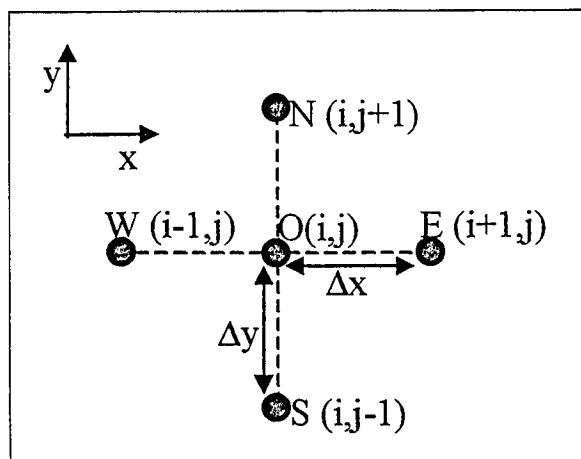 y
x
N (i,j+1)
W (i-1,j) O(i,j) E (i+1,j)
Δx
Δy
S (i,j-1)